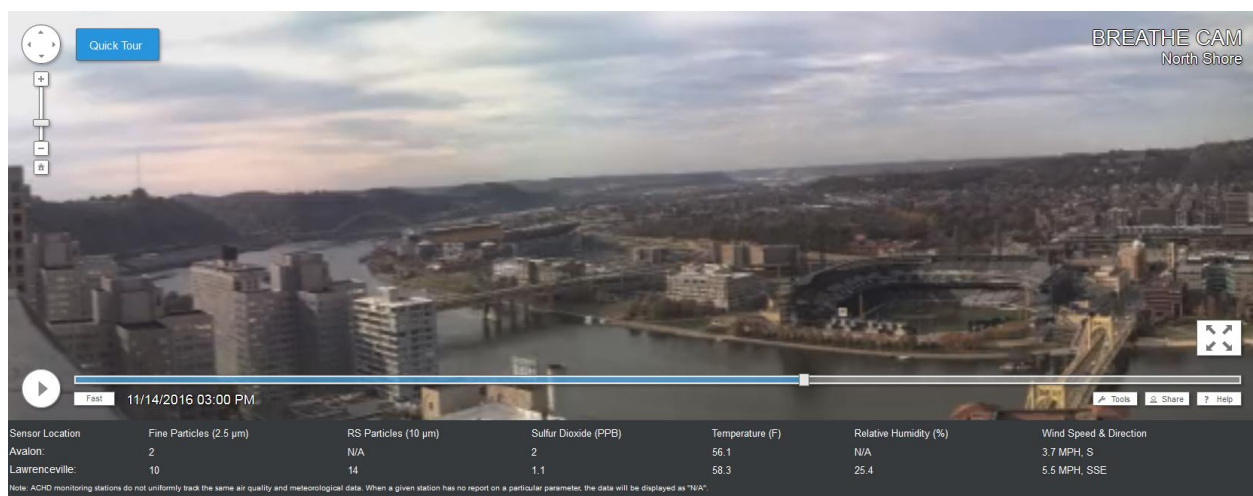 Quick Tour
BREATHE CAM
North Shore
Fast 11/14/2016 03:00 PM Tools Share ? Help
Sensor Location Fine Particles (2.5 µm) RS Particles (10 µm) Sulfur Dioxide (PPB) Temperature (F) Relative Humidity (%) Wind Speed & Direction
Avalon: 2 N/A 2 56.1 N/A 3.7 MPH, S
Lawrenceville: 10 14 1.1 58.3 25.4 5.5 MPH, SSE
Note: ACHD monitoring stations do not uniformly track the same air quality and meteorological data. When a given station has no report on a particular parameter, the data will be displayed as "N/A".